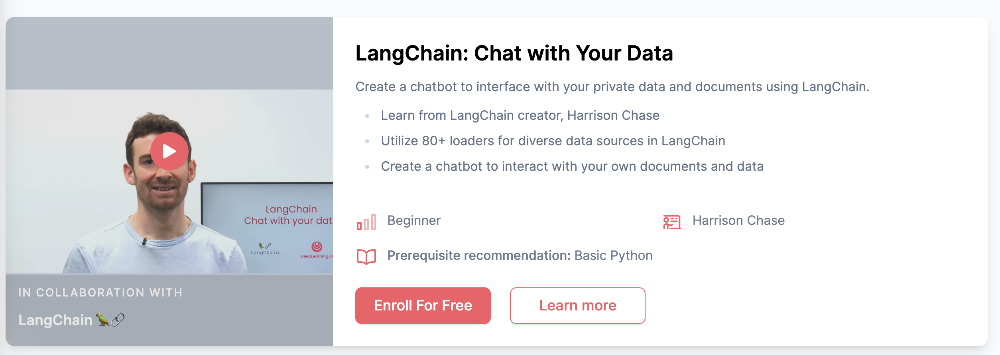 LangChain: Chat with Your Data
Create a chatbot to interface with your private data and documents using LangChain.
Learn from LangChain creator, Harrison Chase
Utilize 80+ loaders for diverse data sources in LangChain
Create a chatbot to interact with your own documents and data
Beginner
Harrison Chase
Prerequisite recommendation: Basic Python
Enroll For Free
Learn more
LangChain
Chat with your dat
LangChain
DeepLearning.AI
IN COLLABORATION WITH
LangChain 🦜🔗